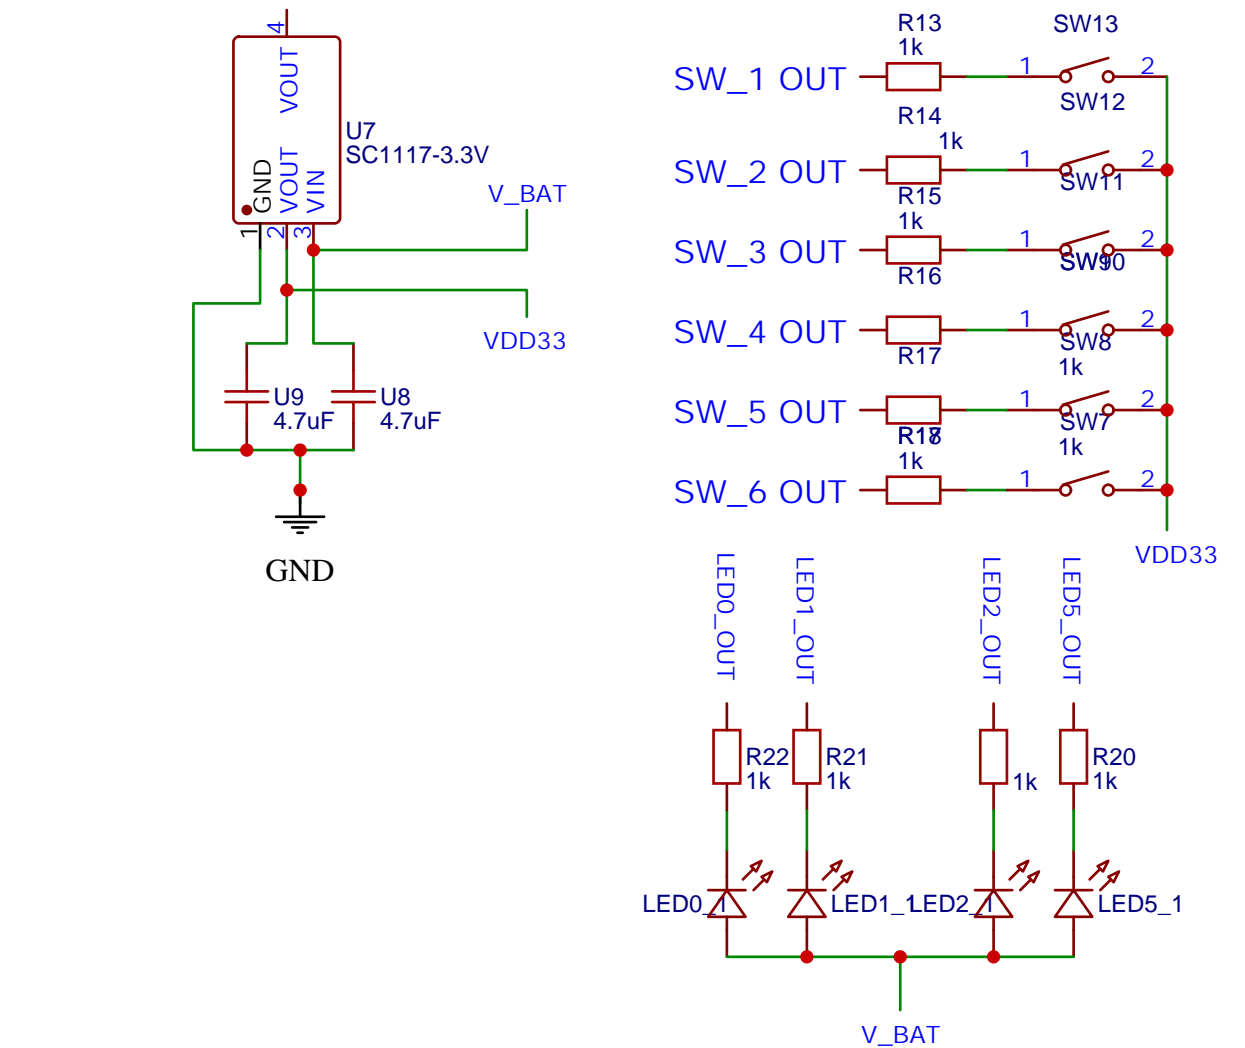 4
VOUT
GND
VOUT
VIN
1
2
3
U7
SC1117-3.3V
V_BAT
VDD33
U9
4.7uF
U8
4.7uF
GND
R13
1k
SW13
SW_1 OUT
1
2
SW12
R14
1k
SW_2 OUT
1
2
SW11
R15
1k
SW_3 OUT
1
2
R16
SW_4 OUT
1
2
SW8
R17
1k
SW_5 OUT
1
2
SW7
1k
1k
SW_6 OUT
1
2
VDD33
LED0_OUT
LED1_OUT
LED2_OUT
LED5_OUT
R22
1k
R21
1k
1k
R20
1k
LED0_1
LED1_1
LED2_1
LED5_1
V_BAT